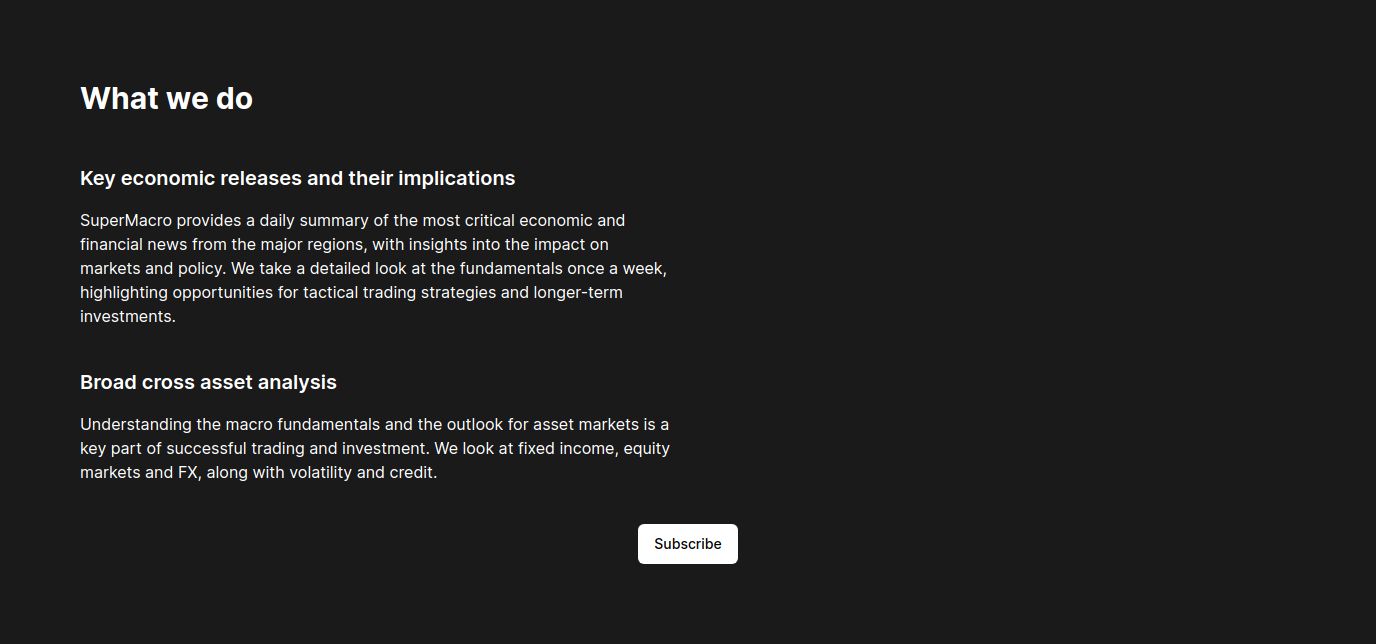 What we do
Key economic releases and their implications
SuperMacro provides a daily summary of the most critical economic and
financial news from the major regions, with insights into the impact on
markets and policy. We take a detailed look at the fundamentals once a week,
highlighting opportunities for tactical trading strategies and longer-term
investments.
Broad cross asset analysis
Understanding the macro fundamentals and the outlook for asset markets is a
key part of successful trading and investment. We look at fixed income, equity
markets and FX, along with volatility and credit.
Subscribe